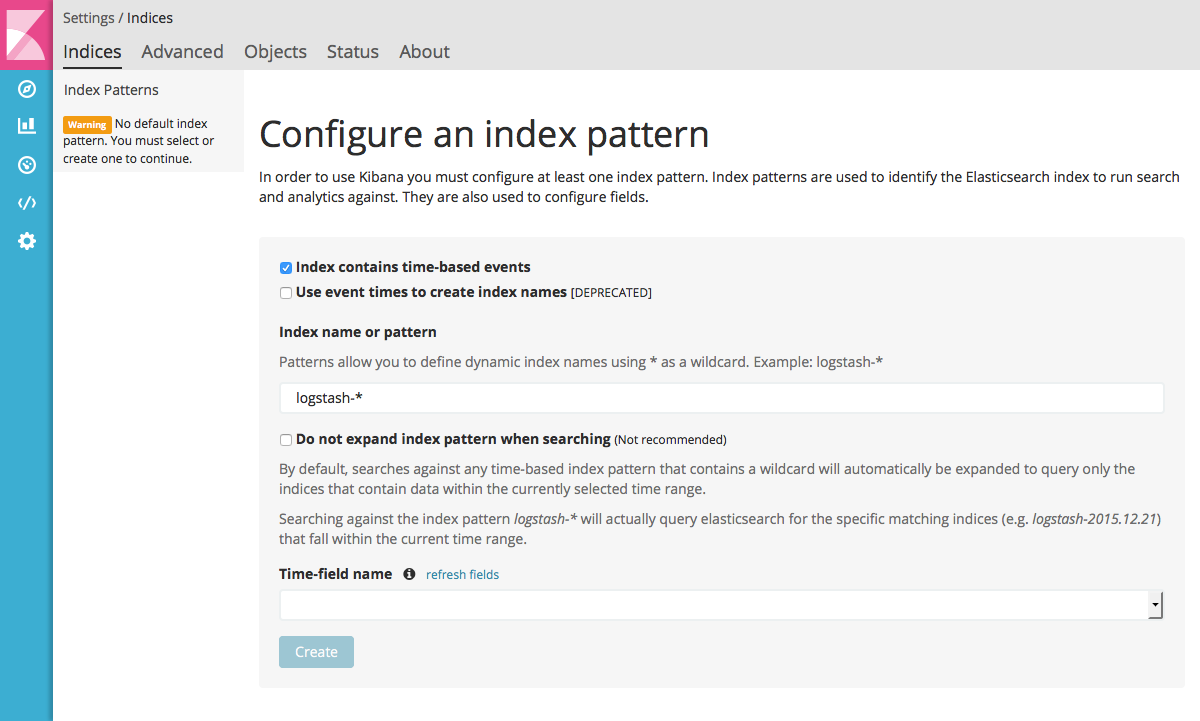 Settings / Indices
Indices Advanced Objects Status About
Index Patterns
Warning No default index
pattern. You must select or
create one to continue.
Configure an index pattern
In order to use Kibana you must configure at least one index pattern. Index patterns are used to identify the Elasticsearch index to run search
and analytics against. They are also used to configure fields.
Index contains time-based events
Use event times to create index names [DEPRECATED]
Index name or pattern
Patterns allow you to define dynamic index names using * as a wildcard. Example: logstash-*
logstash-*
Do not expand index pattern when searching (Not recommended)
By default, searches against any time-based index pattern that contains a wildcard will automatically be expanded to query only the
indices that contain data within the currently selected time range.
Searching against the index pattern logstash-* will actually query elasticsearch for the specific matching indices (e.g. logstash-2015.12.21)
that fall within the current time range.
Time-field name refresh fields
Create